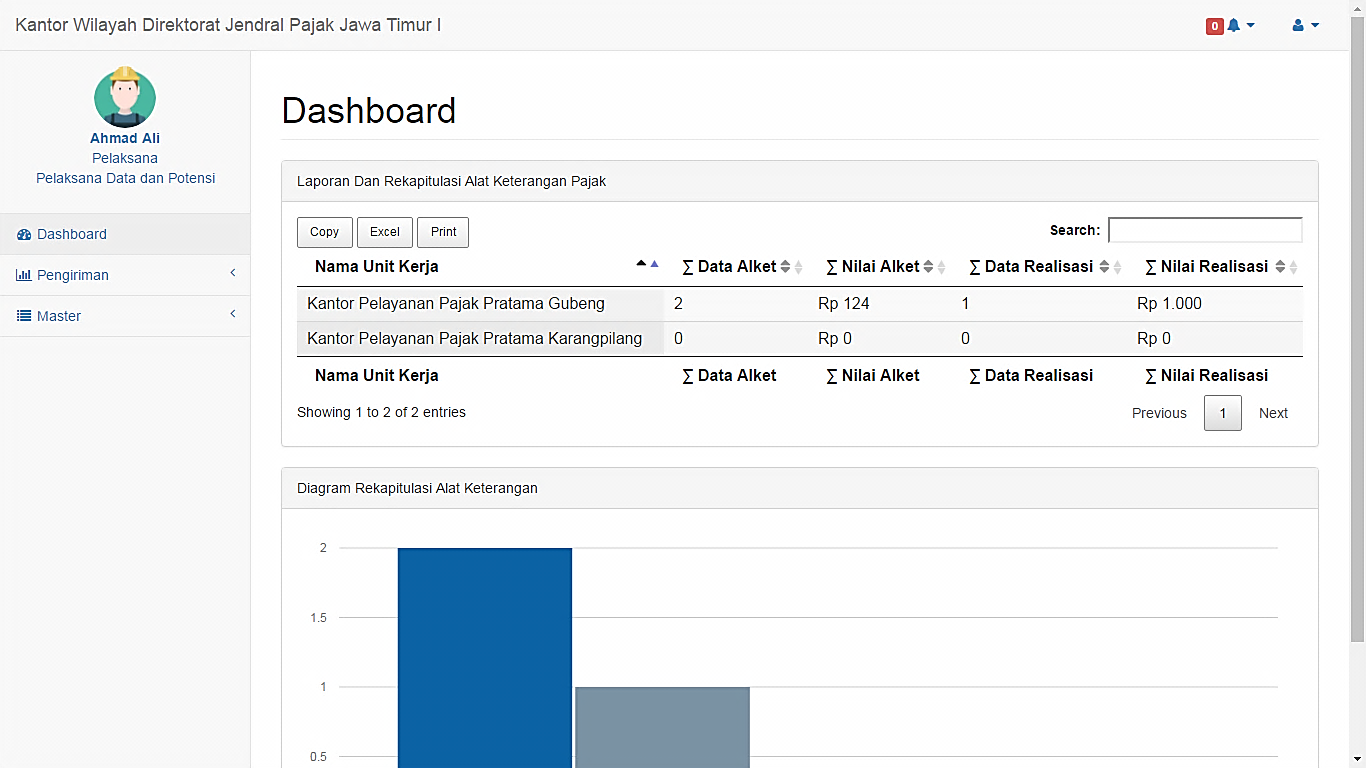 Kantor Wilayah Direktorat Jendral Pajak Jawa Timur I
0
Ahmad Ali
Pelaksana
Pelaksana Data dan Potensi
Dashboard
Pengiriman
Master
Dashboard
Laporan Dan Rekapitulasi Alat Keterangan Pajak
Copy Excel Print Search:
Nama Unit Kerja ∑ Data Alket ∑ Nilai Alket ∑ Data Realisasi ∑ Nilai Realisasi
Kantor Pelayanan Pajak Pratama Gubeng 2 Rp 124 1 Rp 1.000
Kantor Pelayanan Pajak Pratama Karangpilang 0 Rp 0 0 Rp 0
Nama Unit Kerja ∑ Data Alket ∑ Nilai Alket ∑ Data Realisasi ∑ Nilai Realisasi
Showing 1 to 2 of 2 entries Previous 1 Next
Diagram Rekapitulasi Alat Keterangan
2
1.5
1
0.5